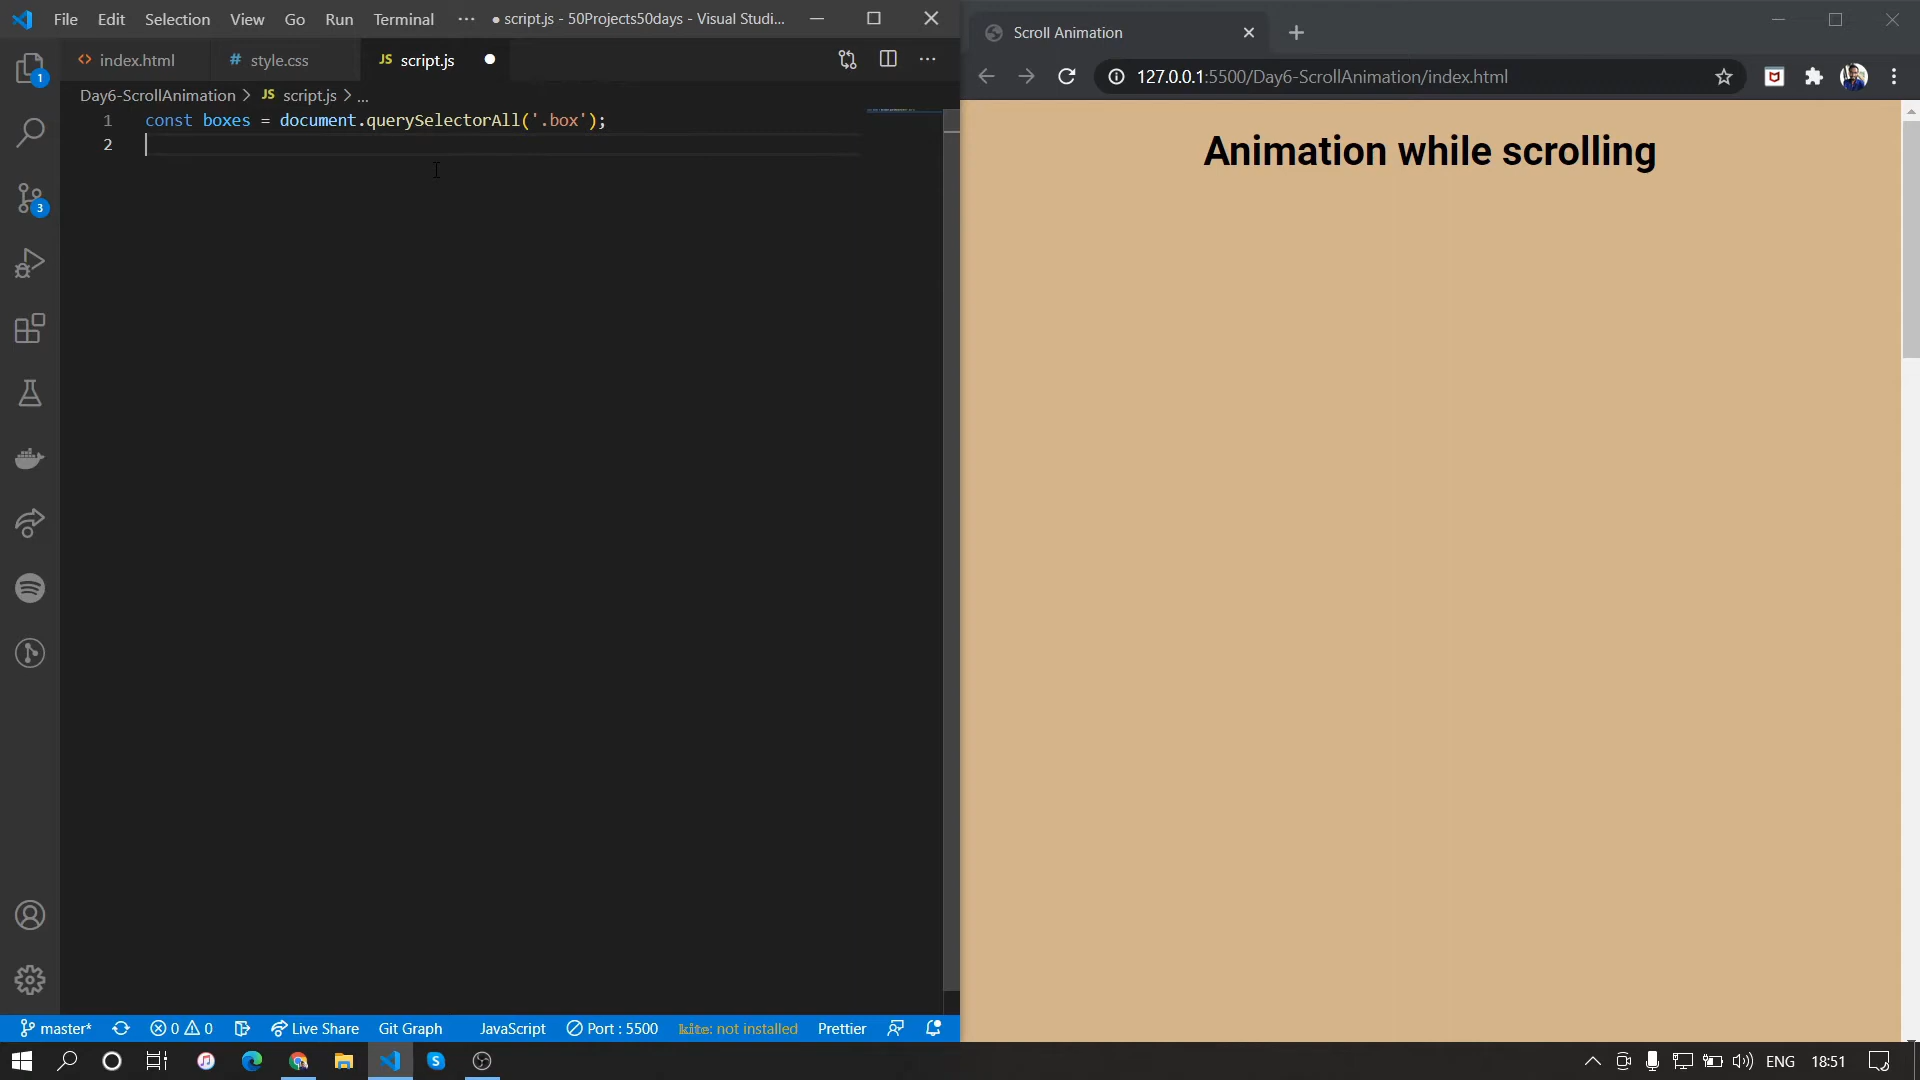 File Edit Selection View Go Run Terminal ··· ● script.js - 50Projects50days - Visual Studi...
index.html # style.css JS script.js
Day6-ScrollAnimation > JS script.js > ...
1 const boxes = document.querySelectorAll('.box');
2
1
3
master* 0 0 Live Share Git Graph JavaScript Port : 5500 kite: not installed Prettier
Scroll Animation
127.0.0.1:5500/Day6-ScrollAnimation/index.html
Animation while scrolling
ENG 18:51